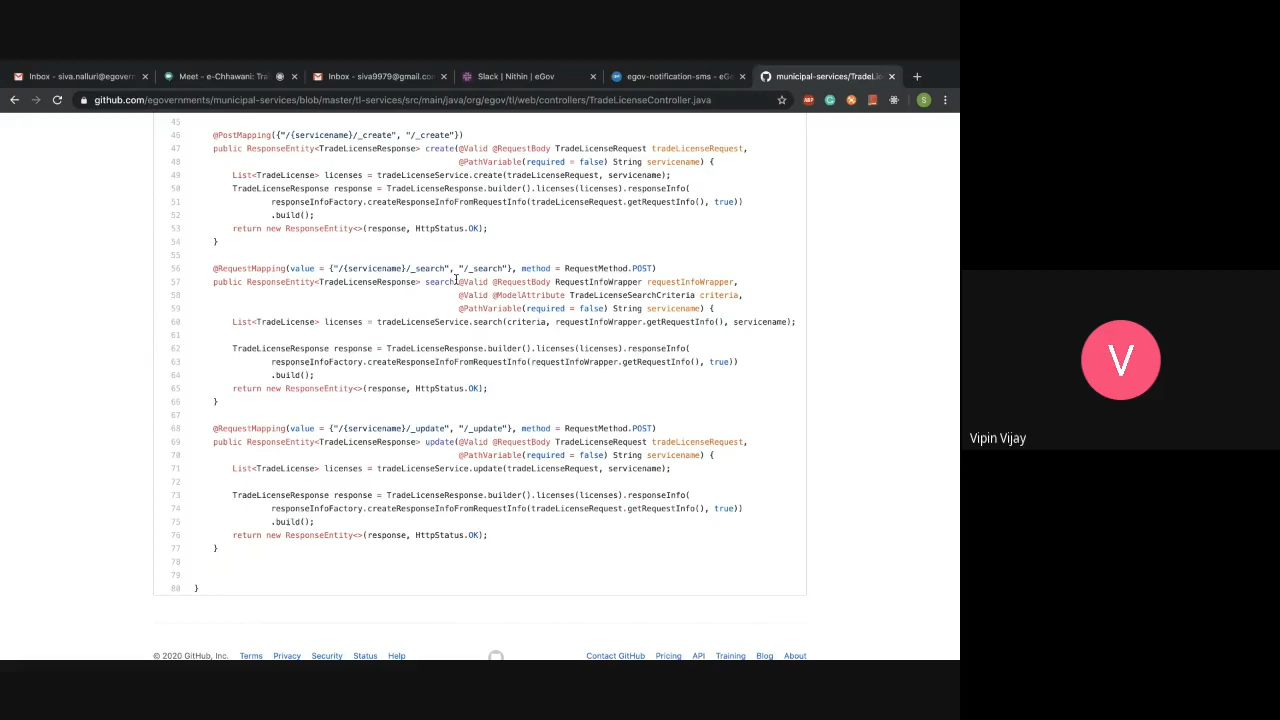 Inbox - siva.nalluri@egovern
Meet - e-Chhawani: Tra
Inbox - siva9979@gmail.co
Slack | Nithin | eGov
egov-notification-sms - eG
municipal-services/TradeLic
github.com/egovernments/municipal-services/blob/master/tl-services/src/main/java/org/egov/tl/web/controllers/TradeLicenseController.java
ABP
S
45
46 @PostMapping({"/{servicename}/_create", "/_create"})
47 public ResponseEntity<TradeLicenseResponse> create(@Valid @RequestBody TradeLicenseRequest tradeLicenseRequest,
48 @PathVariable(required = false) String servicename) {
49 List<TradeLicense> licenses = tradeLicenseService.create(tradeLicenseRequest, servicename);
50 TradeLicenseResponse response = TradeLicenseResponse.builder().licenses(licenses).responseInfo(
51 responseInfoFactory.createResponseInfoFromRequestInfo(tradeLicenseRequest.getRequestInfo(), true))
52 .build();
53 return new ResponseEntity<>(response, HttpStatus.OK);
54 }
55
56 @RequestMapping(value = {"/{servicename}/_search", "/_search"}, method = RequestMethod.POST)
57 public ResponseEntity<TradeLicenseResponse> search(@Valid @RequestBody RequestInfoWrapper requestInfoWrapper,
58 @Valid @ModelAttribute TradeLicenseSearchCriteria criteria,
59 @PathVariable(required = false) String servicename) {
60 List<TradeLicense> licenses = tradeLicenseService.search(criteria, requestInfoWrapper.getRequestInfo(), servicename);
61
62 TradeLicenseResponse response = TradeLicenseResponse.builder().licenses(licenses).responseInfo(
63 responseInfoFactory.createResponseInfoFromRequestInfo(requestInfoWrapper.getRequestInfo(), true))
64 .build();
65 return new ResponseEntity<>(response, HttpStatus.OK);
66 }
67
68 @RequestMapping(value = {"/{servicename}/_update", "/_update"}, method = RequestMethod.POST)
69 public ResponseEntity<TradeLicenseResponse> update(@Valid @RequestBody TradeLicenseRequest tradeLicenseRequest,
70 @PathVariable(required = false) String servicename) {
71 List<TradeLicense> licenses = tradeLicenseService.update(tradeLicenseRequest, servicename);
72
73 TradeLicenseResponse response = TradeLicenseResponse.builder().licenses(licenses).responseInfo(
74 responseInfoFactory.createResponseInfoFromRequestInfo(tradeLicenseRequest.getRequestInfo(), true))
75 .build();
76 return new ResponseEntity<>(response, HttpStatus.OK);
77 }
78
79
80 }
© 2020 GitHub, Inc. Terms Privacy Security Status Help
Contact GitHub Pricing API Training Blog About
V
Vipin Vijay